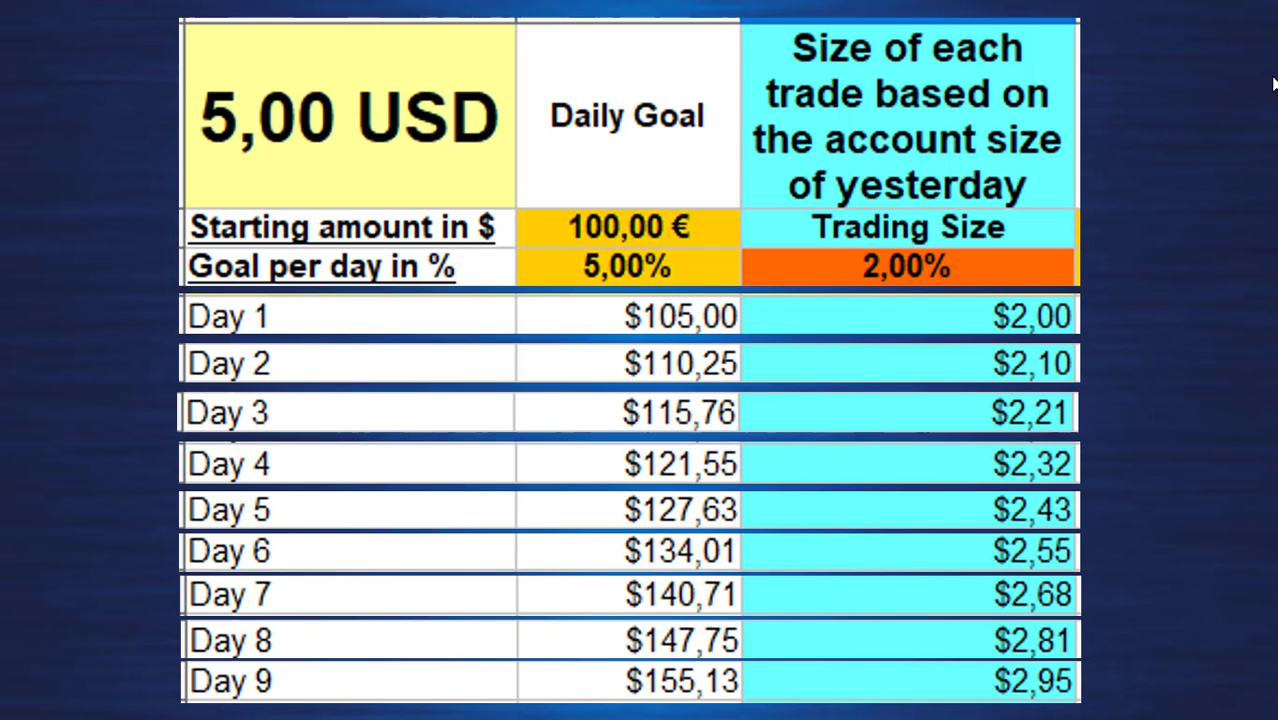 5,00 USD
Daily Goal
Size of each
trade based on
the account size
of yesterday
Starting amount in $ 100,00 € Trading Size
Goal per day in % 5,00% 2,00%
Day 1 $105,00 $2,00
Day 2 $110,25 $2,10
Day 3 $115,76 $2,21
Day 4 $121,55 $2,32
Day 5 $127,63 $2,43
Day 6 $134,01 $2,55
Day 7 $140,71 $2,68
Day 8 $147,75 $2,81
Day 9 $155,13 $2,95